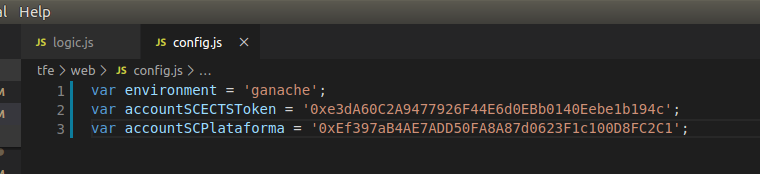 Help
JS logic.js
JS config.js ×
tfe > web > JS config.js > ...
1 var environment = 'ganache';
2 var accountSCECTSToken = '0xe3dA60C2A9477926F44E6d0EBb0140Eebe1b194c';
3 var accountSCPlataforma = '0xEf397aB4AE7ADD50FA8A87d0623F1c100D8FC2C1';